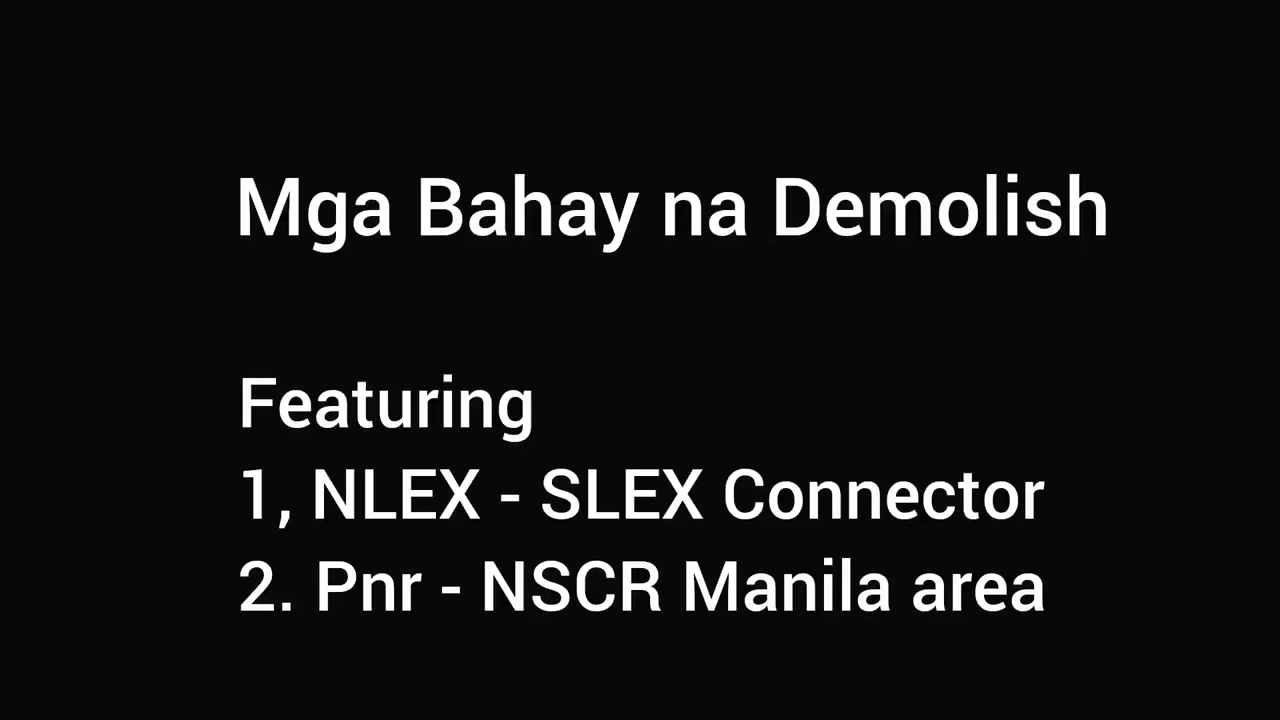 Mga Bahay na Demolish
Featuring
1, NLEX - SLEX Connector
2. Pnr - NSCR Manila area